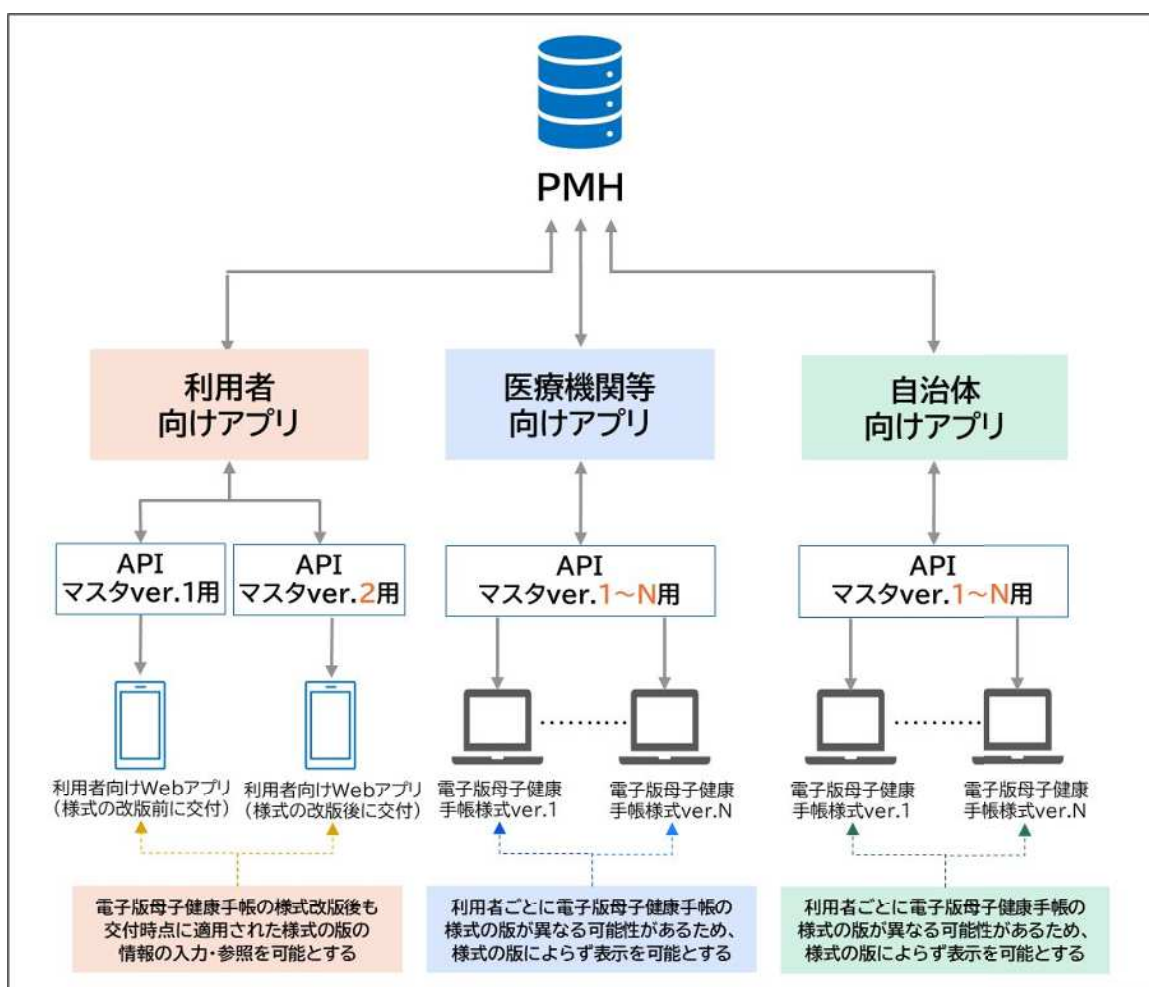 PMH
利用者
向けアプリ
医療機関等
向けアプリ
自治体
向けアプリ
API
マスタver.1用
API
マスタver.2用
API
マスタver.1～N用
API
マスタver.1～N用
利用者向けWebアプリ
（様式の改版前に交付）
利用者向けWebアプリ
（様式の改版後に交付）
電子版母子健康
手帳様式ver.1
電子版母子健康
手帳様式ver.N
電子版母子健康
手帳様式ver.1
電子版母子健康
手帳様式ver.N
電子版母子健康手帳の様式改版後も
交付時点に適用された様式の版の
情報の入力・参照を可能とする
利用者ごとに電子版母子健康手帳の
様式の版が異なる可能性があるため、
様式の版によらず表示を可能とする
利用者ごとに電子版母子健康手帳の
様式の版が異なる可能性があるため、
様式の版によらず表示を可能とする